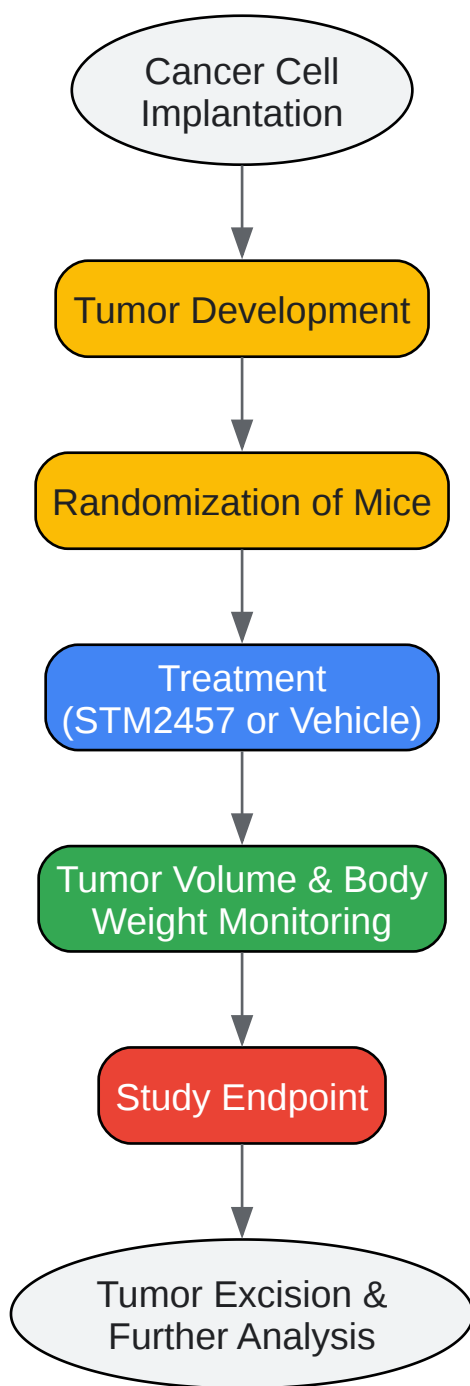 Cancer Cell
Implantation
Tumor Development
Randomization of Mice
Treatment
(STM2457 or Vehicle)
Tumor Volume & Body
Weight Monitoring
Study Endpoint
Tumor Excision &
Further Analysis